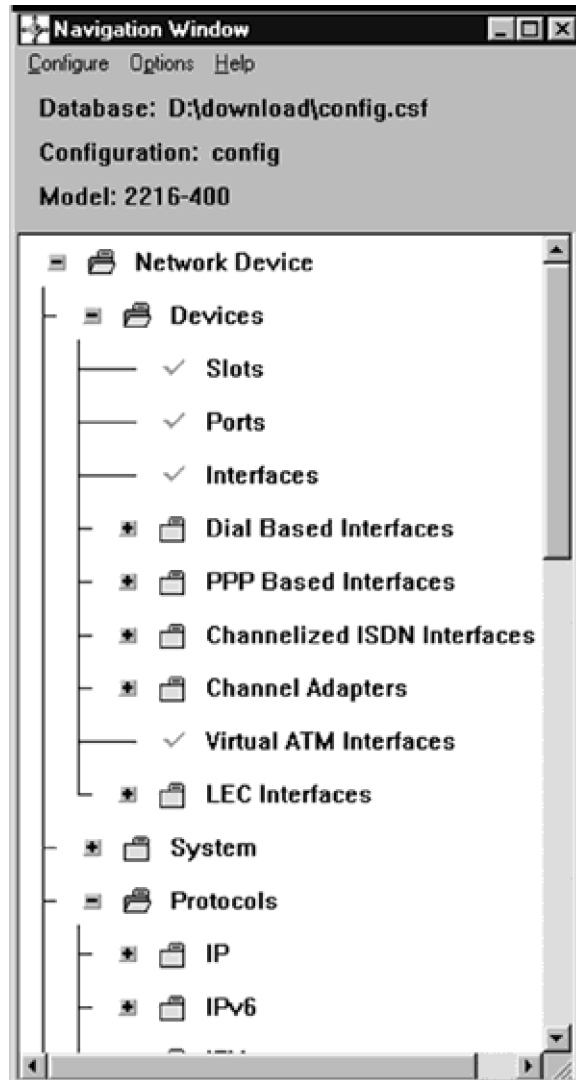 Navigation Window
Configure Options Help
Database: D:\download\config.csf
Configuration: config
Model: 2216-400
Network Device
Devices
Slots
Ports
Interfaces
Dial Based Interfaces
PPP Based Interfaces
Channelized ISDN Interfaces
Channel Adapters
Virtual ATM Interfaces
LEC Interfaces
System
Protocols
IP
IPv6